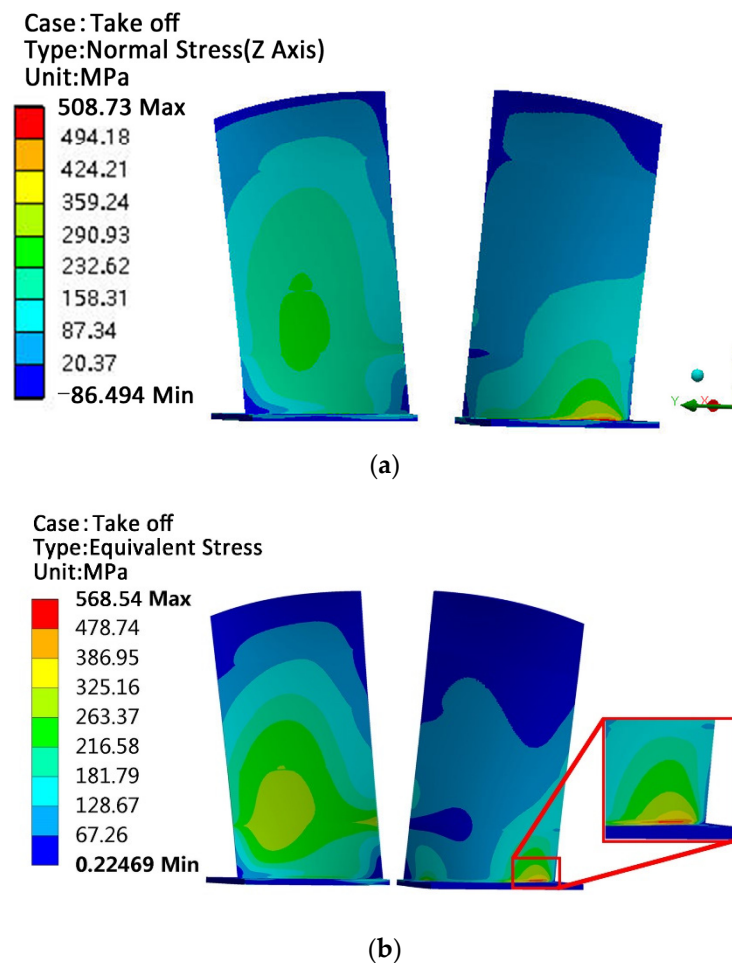 Case: Take off
Type:Normal Stress(Z Axis)
Unit:MPa
508.73 Max
494.18
424.21
359.24
290.93
232.62
158.31
87.34
20.37
−86.494 Min
Y X
(a)
Case: Take off
Type:Equivalent Stress
Unit:MPa
568.54 Max
478.74
386.95
325.16
263.37
216.58
181.79
128.67
67.26
0.22469 Min
(b)